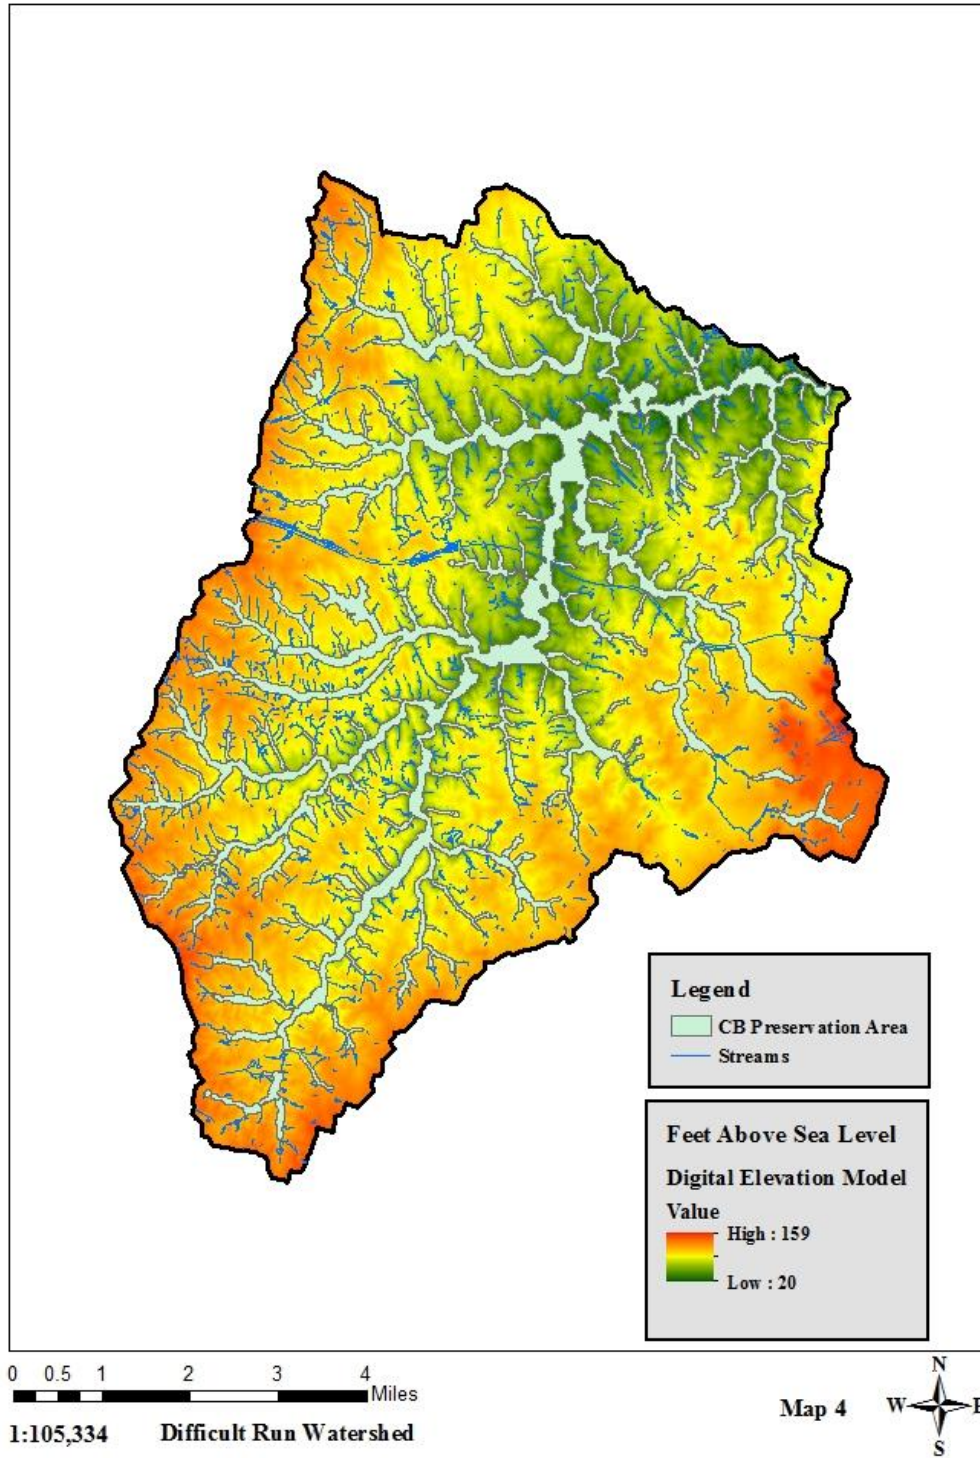 Legend
CB Preservation Area
Streams
Feet Above Sea Level
Digital Elevation Model
Value
High : 159
Low : 20
0 0.5 1 2 3 4
Miles
1:105,334 Difficult Run Watershed
Map 4
N
W E
S